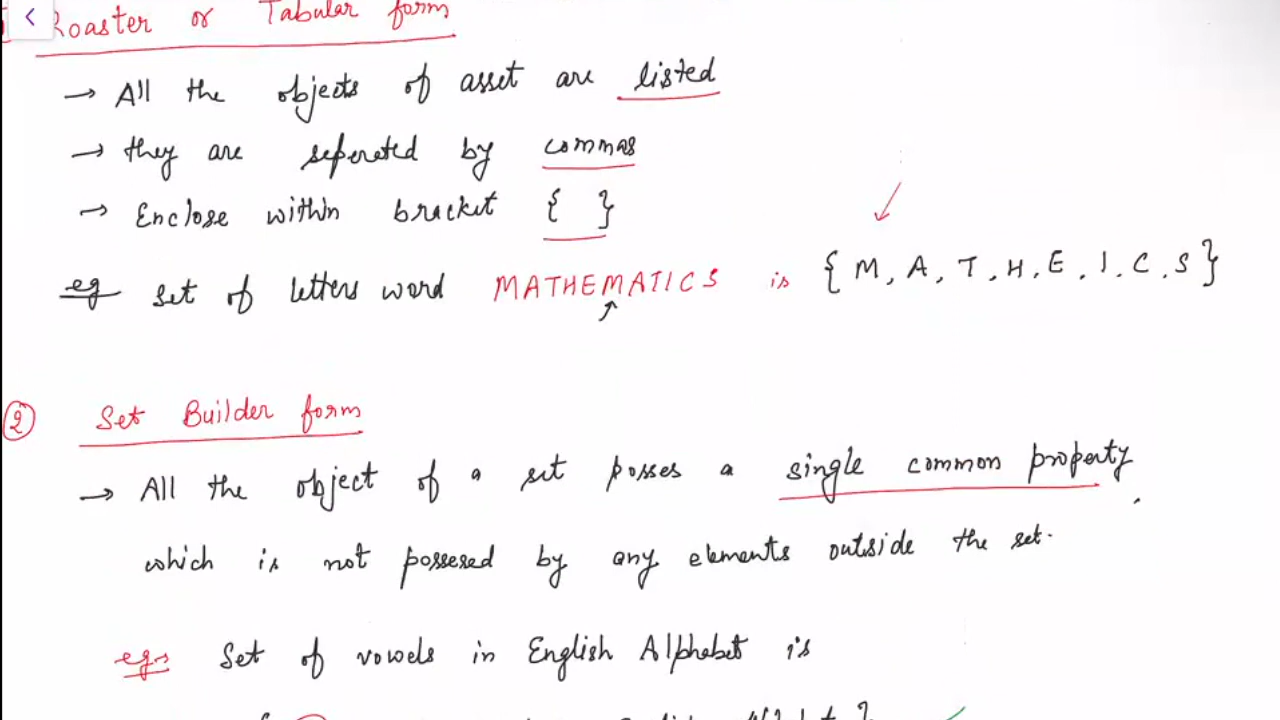 Roaster or Tabular form
→ All the objects of asset are listed
→ they are seperated by commas
→ Enclose within bracket { }
eg set of letters word MATHEMATICS is { M, A, T, H, E, I, C, S }
② Set Builder form
→ All the object of a set posses a single common property
which is not possesed by any elements outside the set.
eg→ Set of vowels in English Alphabet is